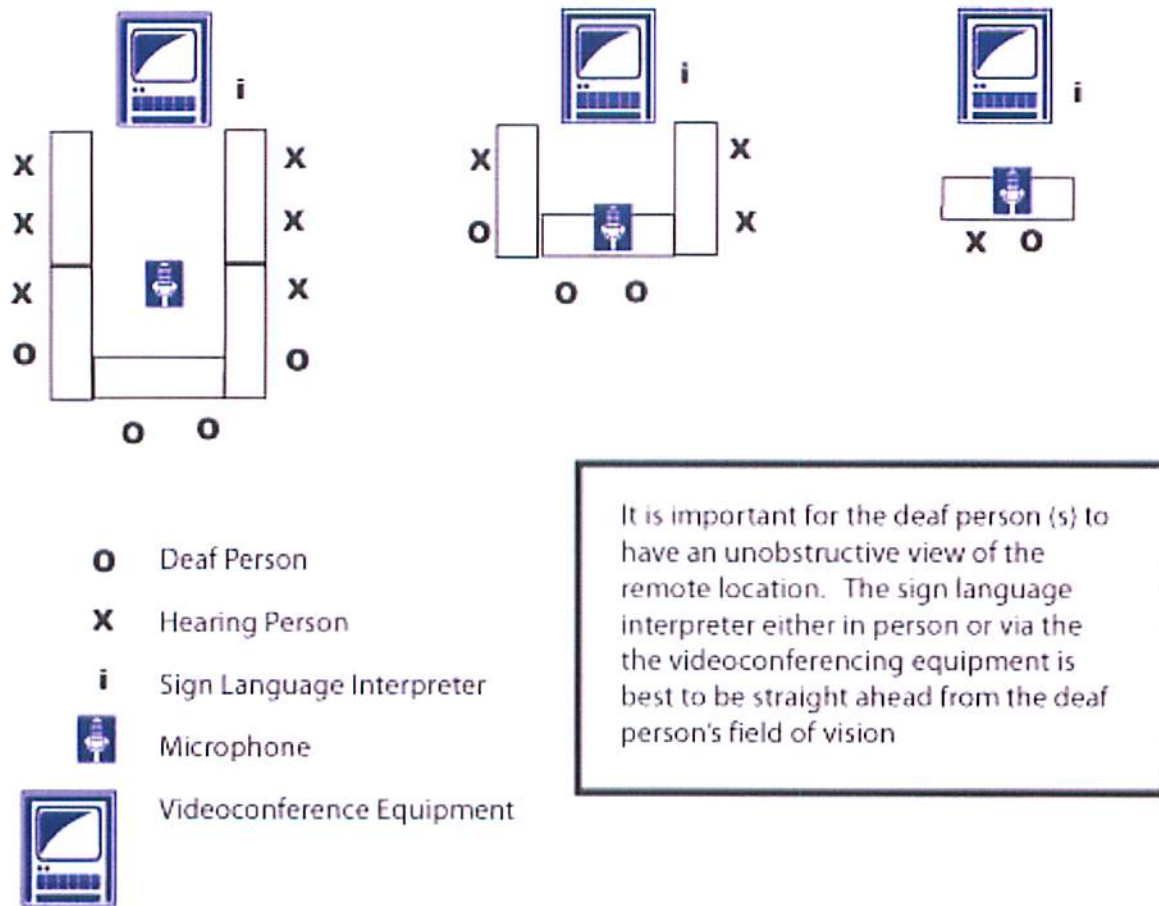 i
i
i
X X
X X
X X
O O
O O
X X
O X
O O
X O
O Deaf Person
X Hearing Person
i Sign Language Interpreter
Microphone
Videoconference Equipment
It is important for the deaf person (s) to
have an unobstructive view of the
remote location. The sign language
interpreter either in person or via the
the videoconferencing equipment is
best to be straight ahead from the deaf
person's field of vision